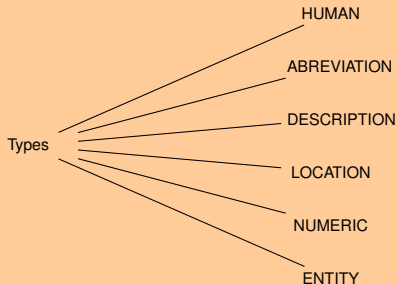 HUMAN
ABREVIATION
DESCRIPTION
Types
LOCATION
NUMERIC
ENTITY